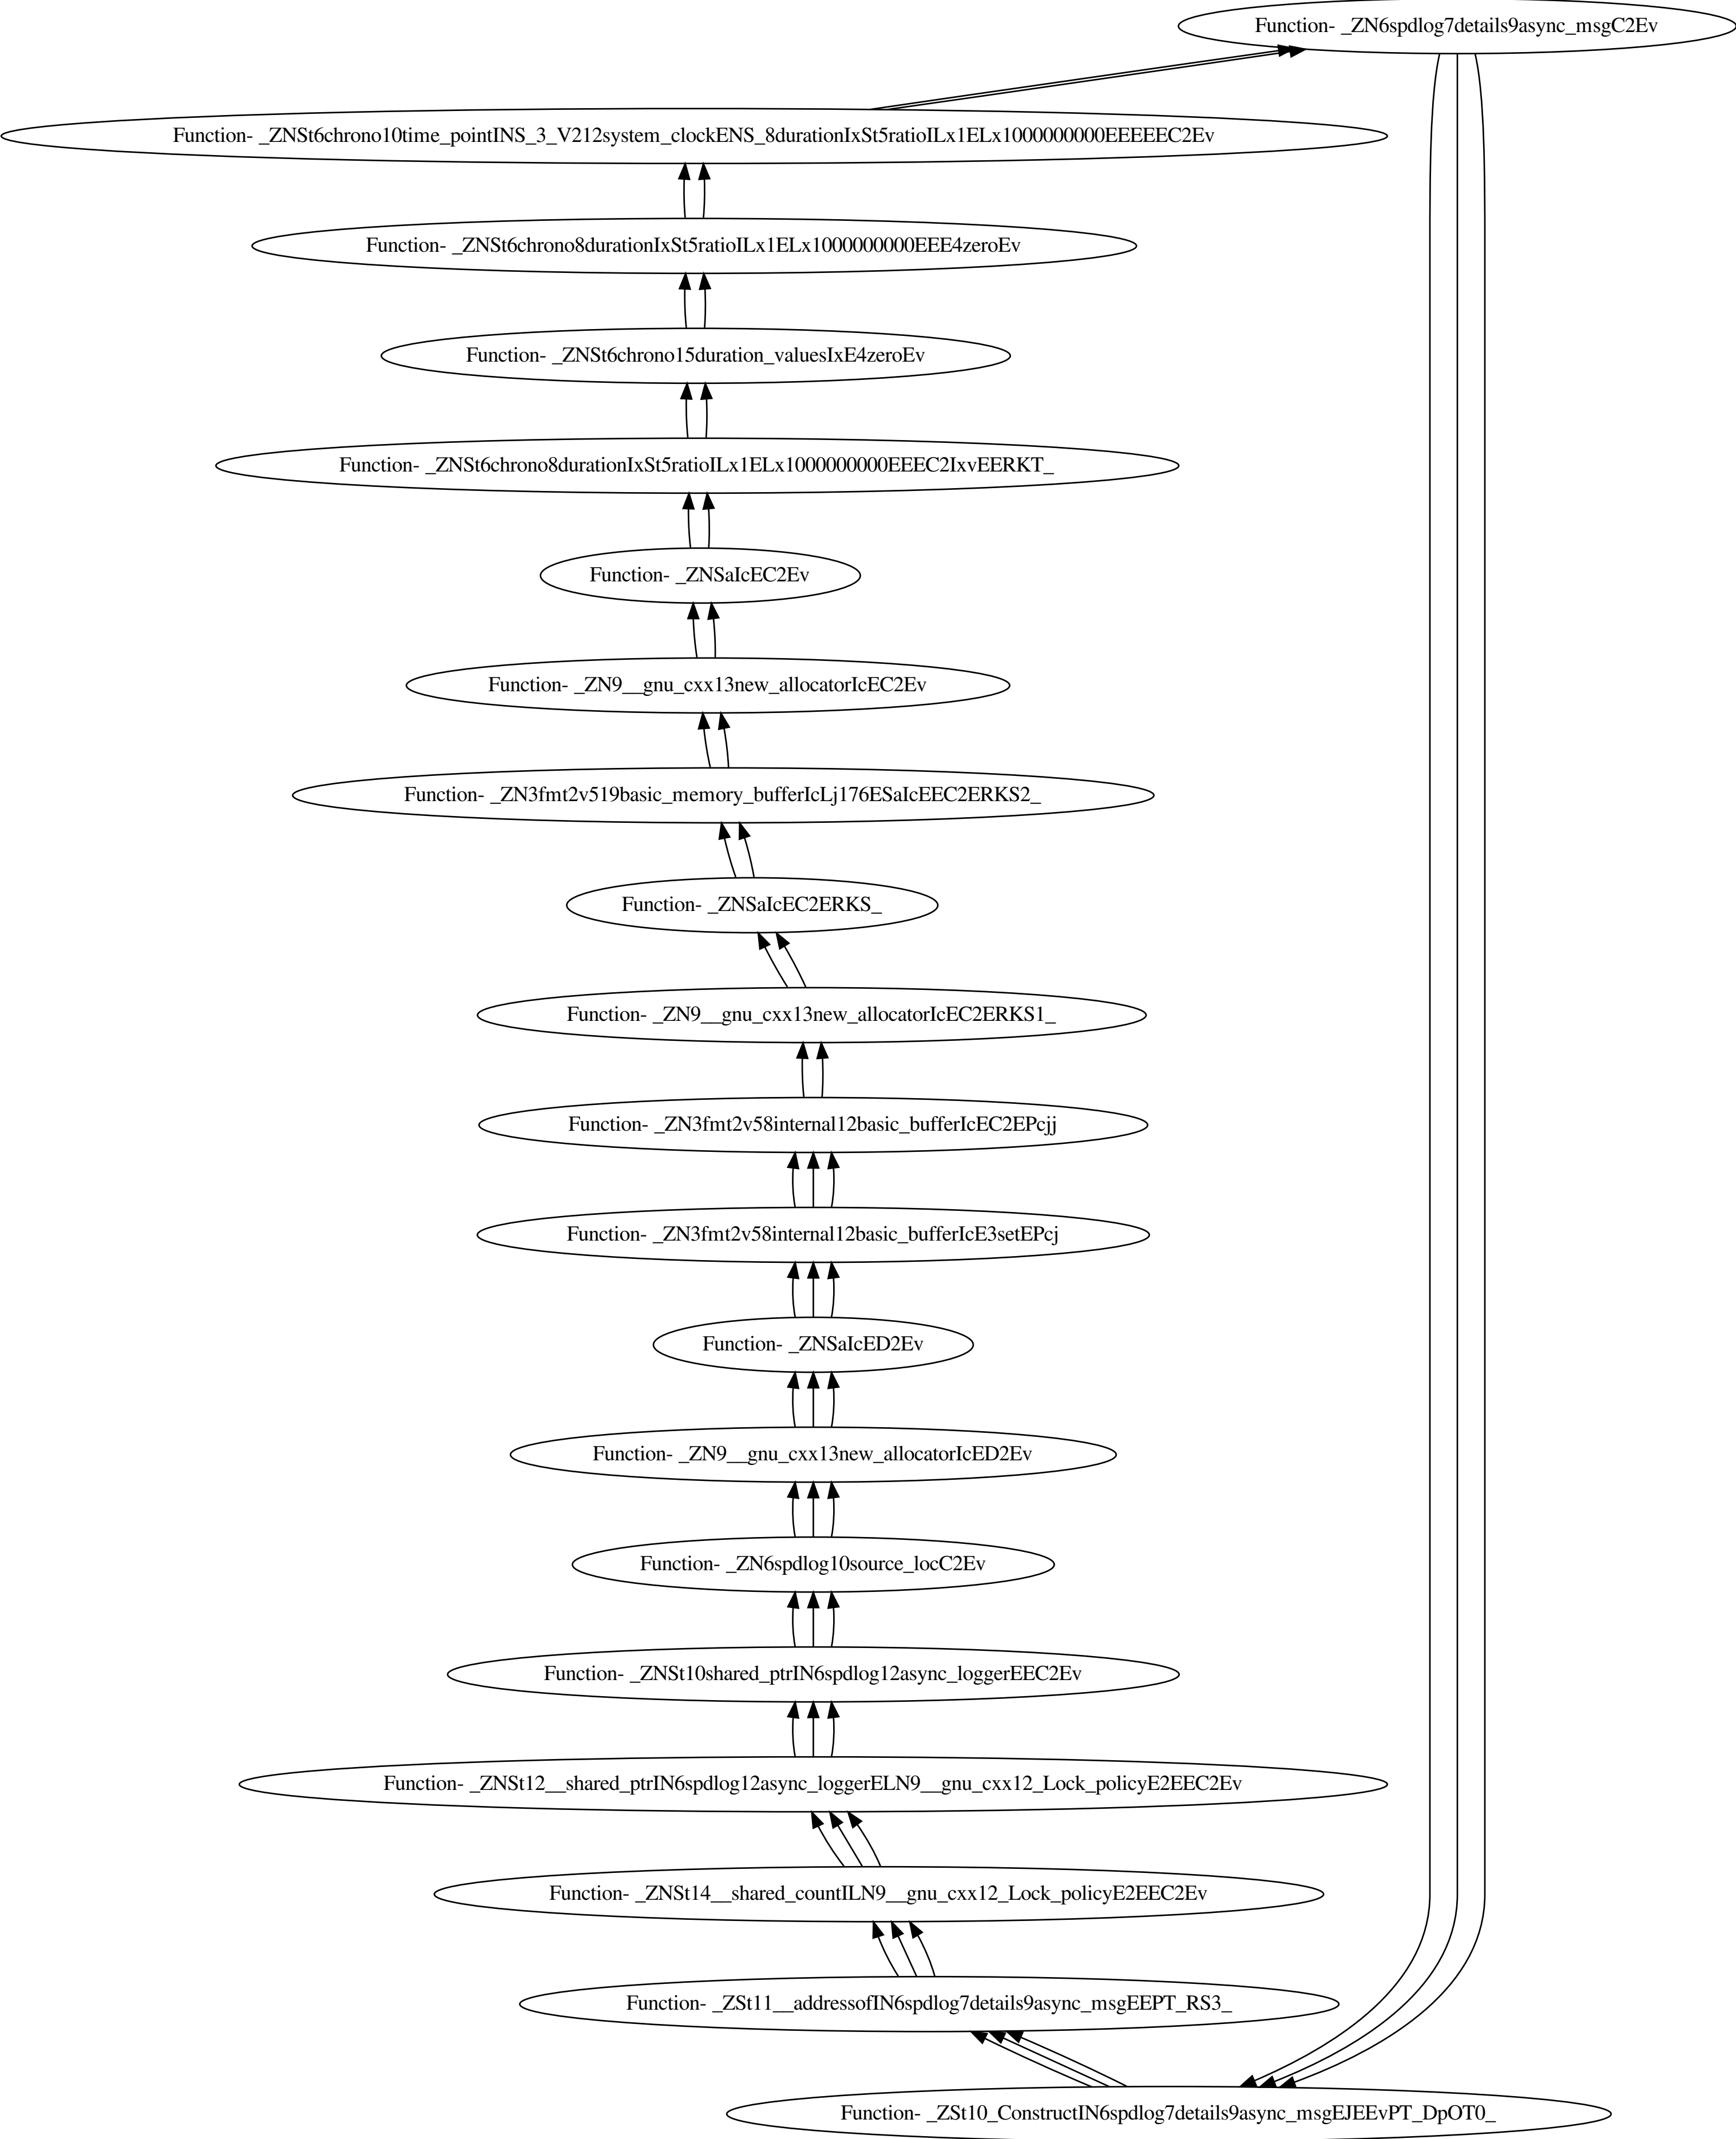 Function- _ZN6spdlog7details9async_msgC2Ev
Function- _ZNSt6chrono10time_pointINS_3_V212system_clockENS_8durationIxSt5ratioILx1ELx1000000000EEEEEC2Ev
Function- _ZNSt6chrono8durationIxSt5ratioILx1ELx1000000000EEE4zeroEv
Function- _ZNSt6chrono15duration_valuesIxE4zeroEv
Function- _ZNSt6chrono8durationIxSt5ratioILx1ELx1000000000EEEC2IxvEERKT_
Function- _ZNSaIcEC2Ev
Function- _ZN9__gnu_cxx13new_allocatorIcEC2Ev
Function- _ZN3fmt2v519basic_memory_bufferIcLj176ESaIcEEC2ERKS2_
Function- _ZNSaIcEC2ERKS_
Function- _ZN9__gnu_cxx13new_allocatorIcEC2ERKS1_
Function- _ZN3fmt2v58internal12basic_bufferIcEC2EPcjj
Function- _ZN3fmt2v58internal12basic_bufferIcE3setEPcj
Function- _ZNSaIcED2Ev
Function- _ZN9__gnu_cxx13new_allocatorIcED2Ev
Function- _ZN6spdlog10source_locC2Ev
Function- _ZNSt10shared_ptrIN6spdlog12async_loggerEEC2Ev
Function- _ZNSt12__shared_ptrIN6spdlog12async_loggerELN9__gnu_cxx12_Lock_policyE2EEC2Ev
Function- _ZNSt14__shared_countILN9__gnu_cxx12_Lock_policyE2EEC2Ev
Function- _ZSt11__addressofIN6spdlog7details9async_msgEEPT_RS3_
Function- _ZSt10_ConstructIN6spdlog7details9async_msgEJEEvPT_DpOT0_